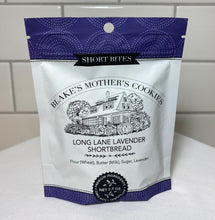 SHORT BITES
BLAKE'S MOTHER'S COOKIES
LONG LANE LAVENDER
SHORTBREAD
Flour (Wheat), Butter (Milk), Sugar, Lavender